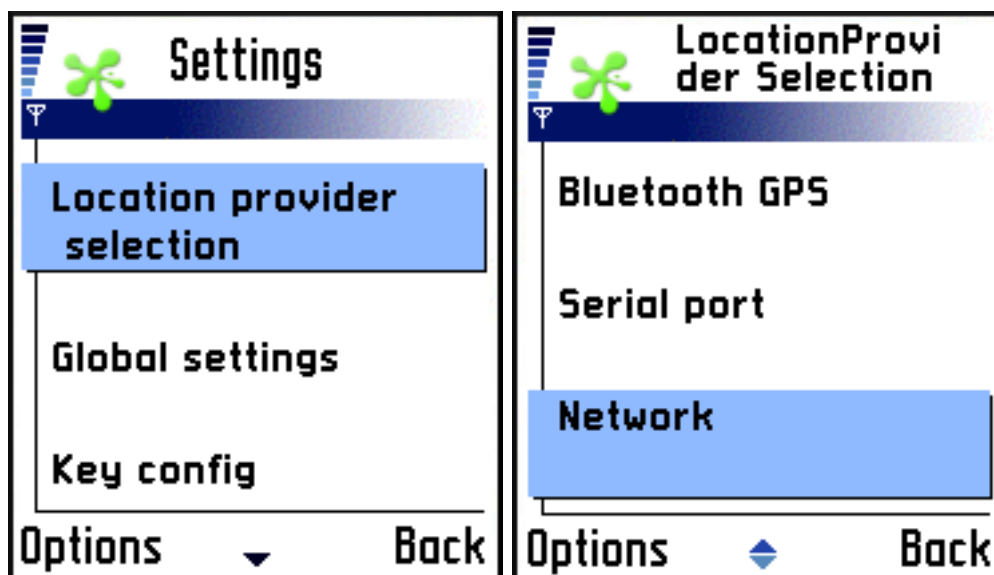 Settings
Location provider
selection
Global settings
Key config
Options
Back
LocationProvi
der Selection
Bluetooth GPS
Serial port
Network
Options
Back